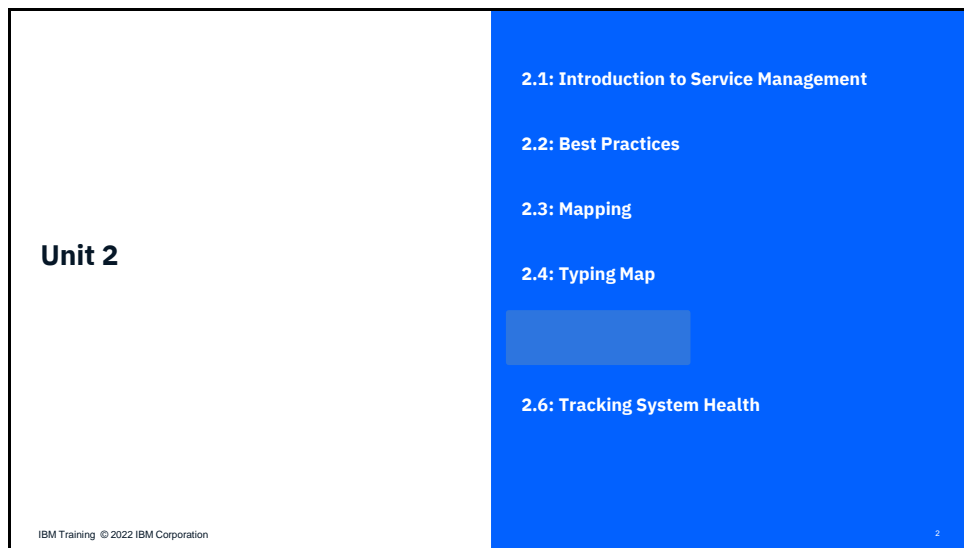 2.1: Introduction to Service Management
2.2: Best Practices
2.3: Mapping
Unit 2
2.4: Typing Map
2.6: Tracking System Health
IBM Training © 2022 IBM Corporation
2